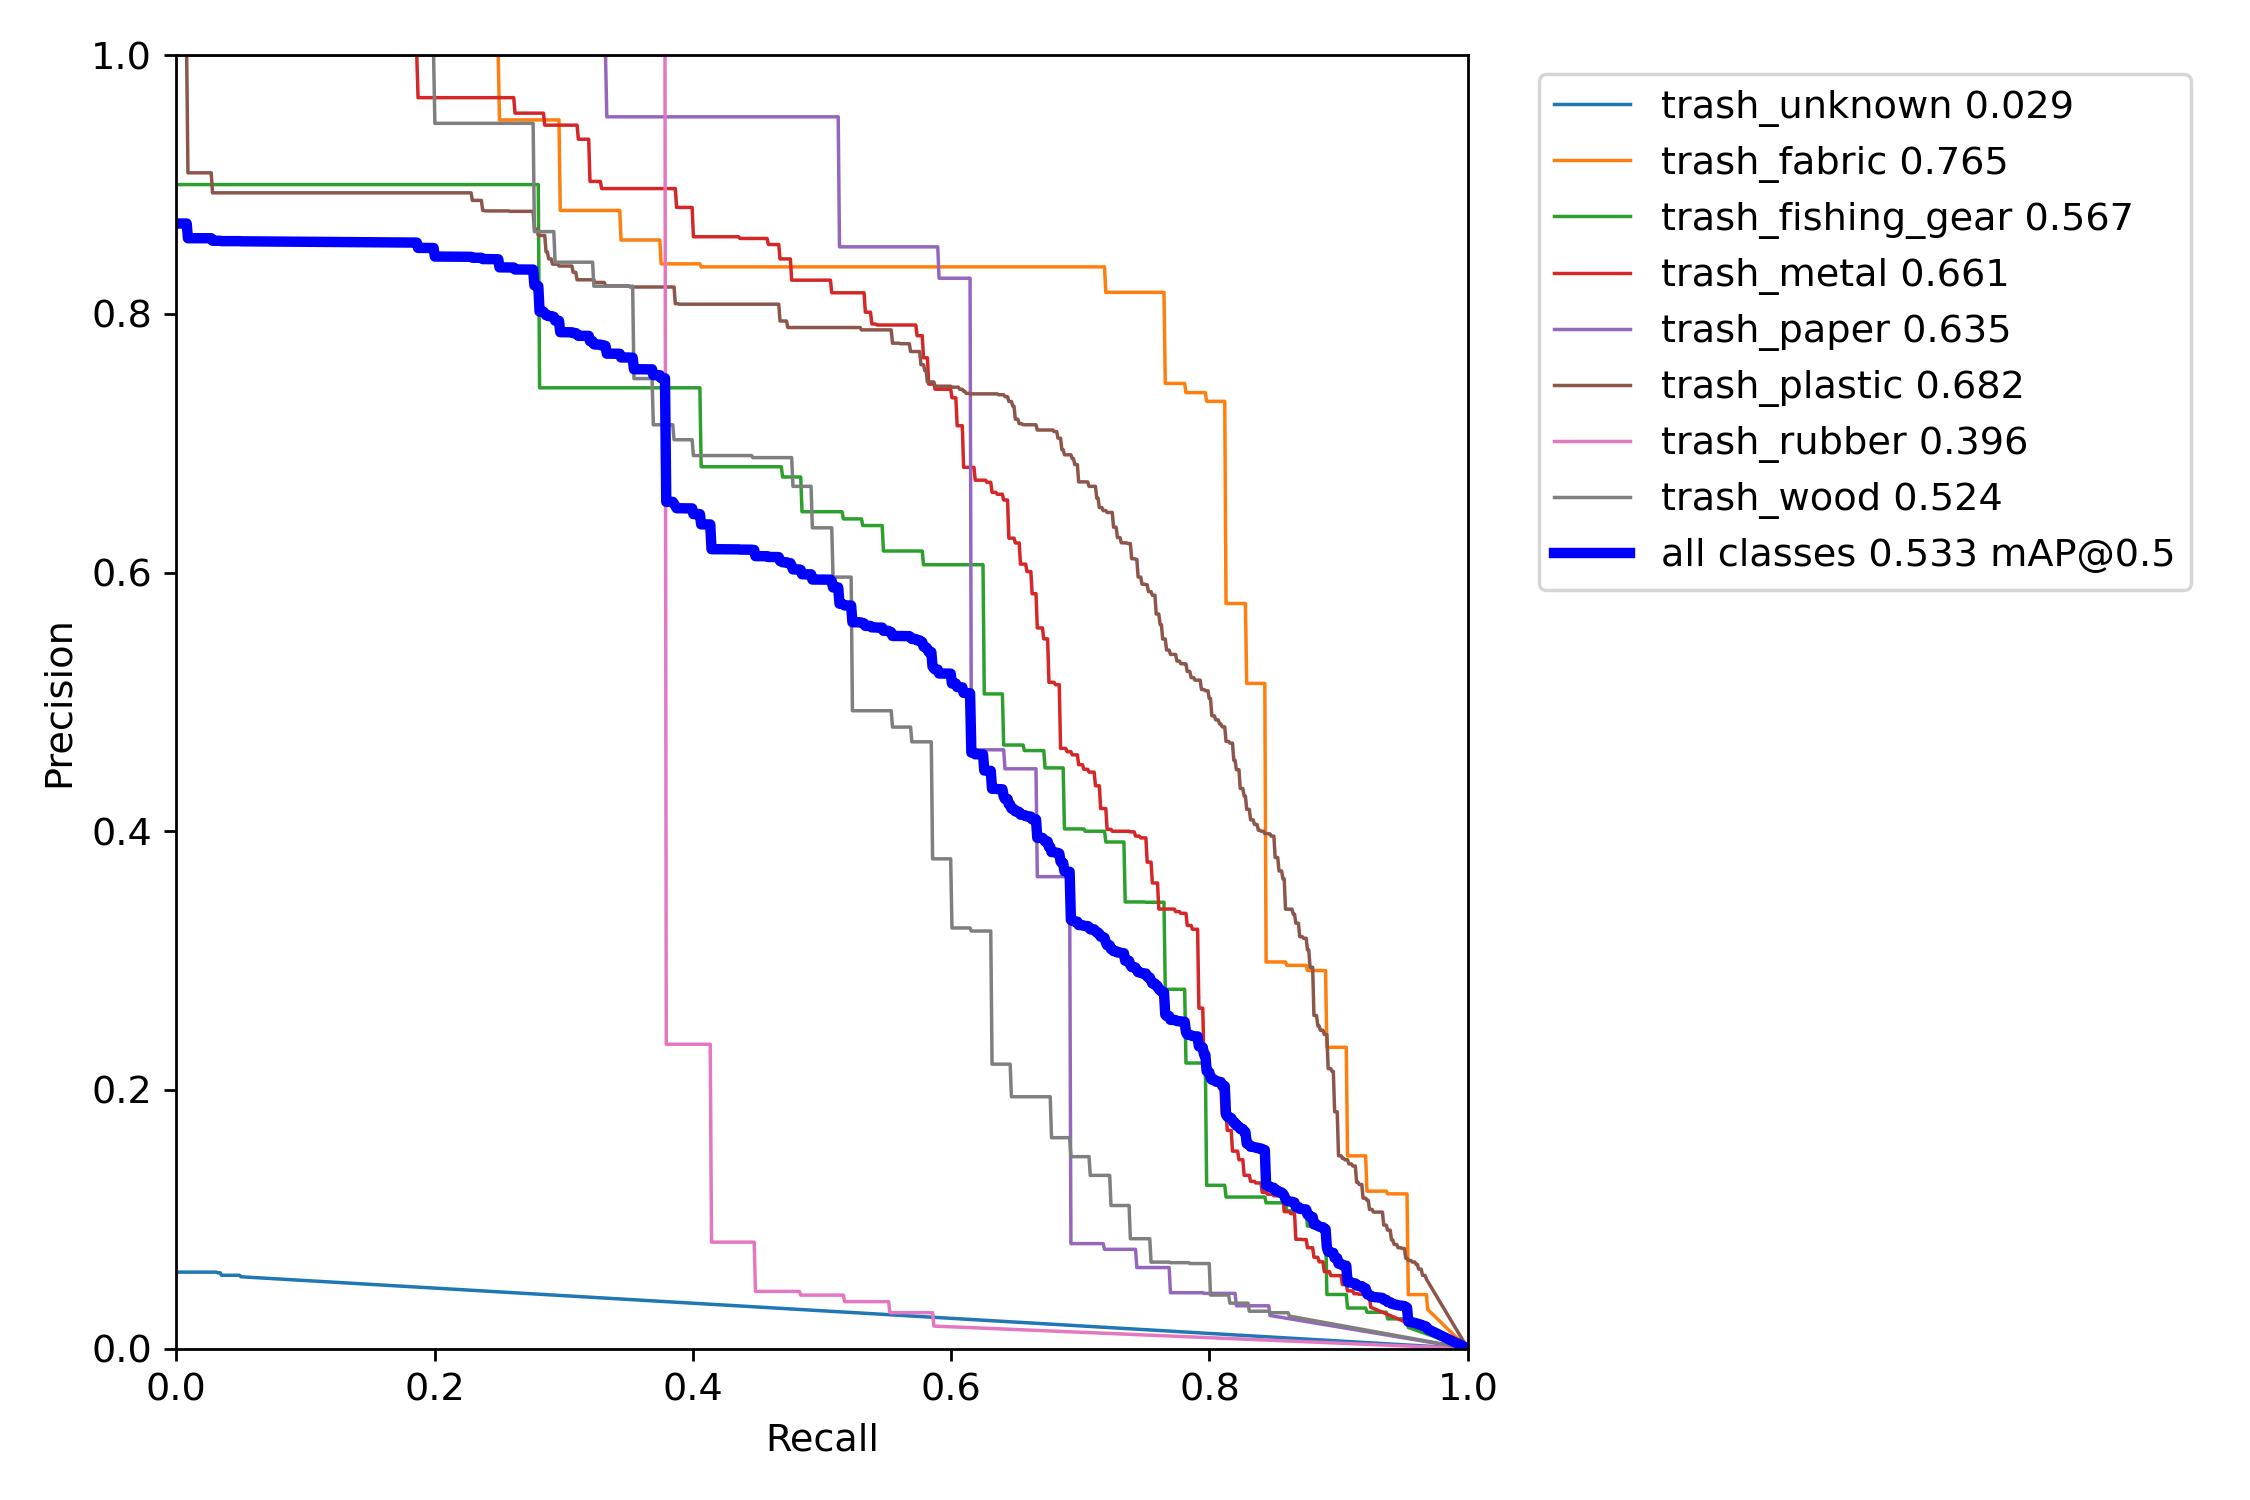 1.0
0.8
0.6
0.4
0.2
0.0
Precision
0.0 0.2 0.4 0.6 0.8 1.0
Recall
trash_unknown 0.029
trash_fabric 0.765
trash_fishing_gear 0.567
trash_metal 0.661
trash_paper 0.635
trash_plastic 0.682
trash_rubber 0.396
trash_wood 0.524
all classes 0.533 mAP@0.5